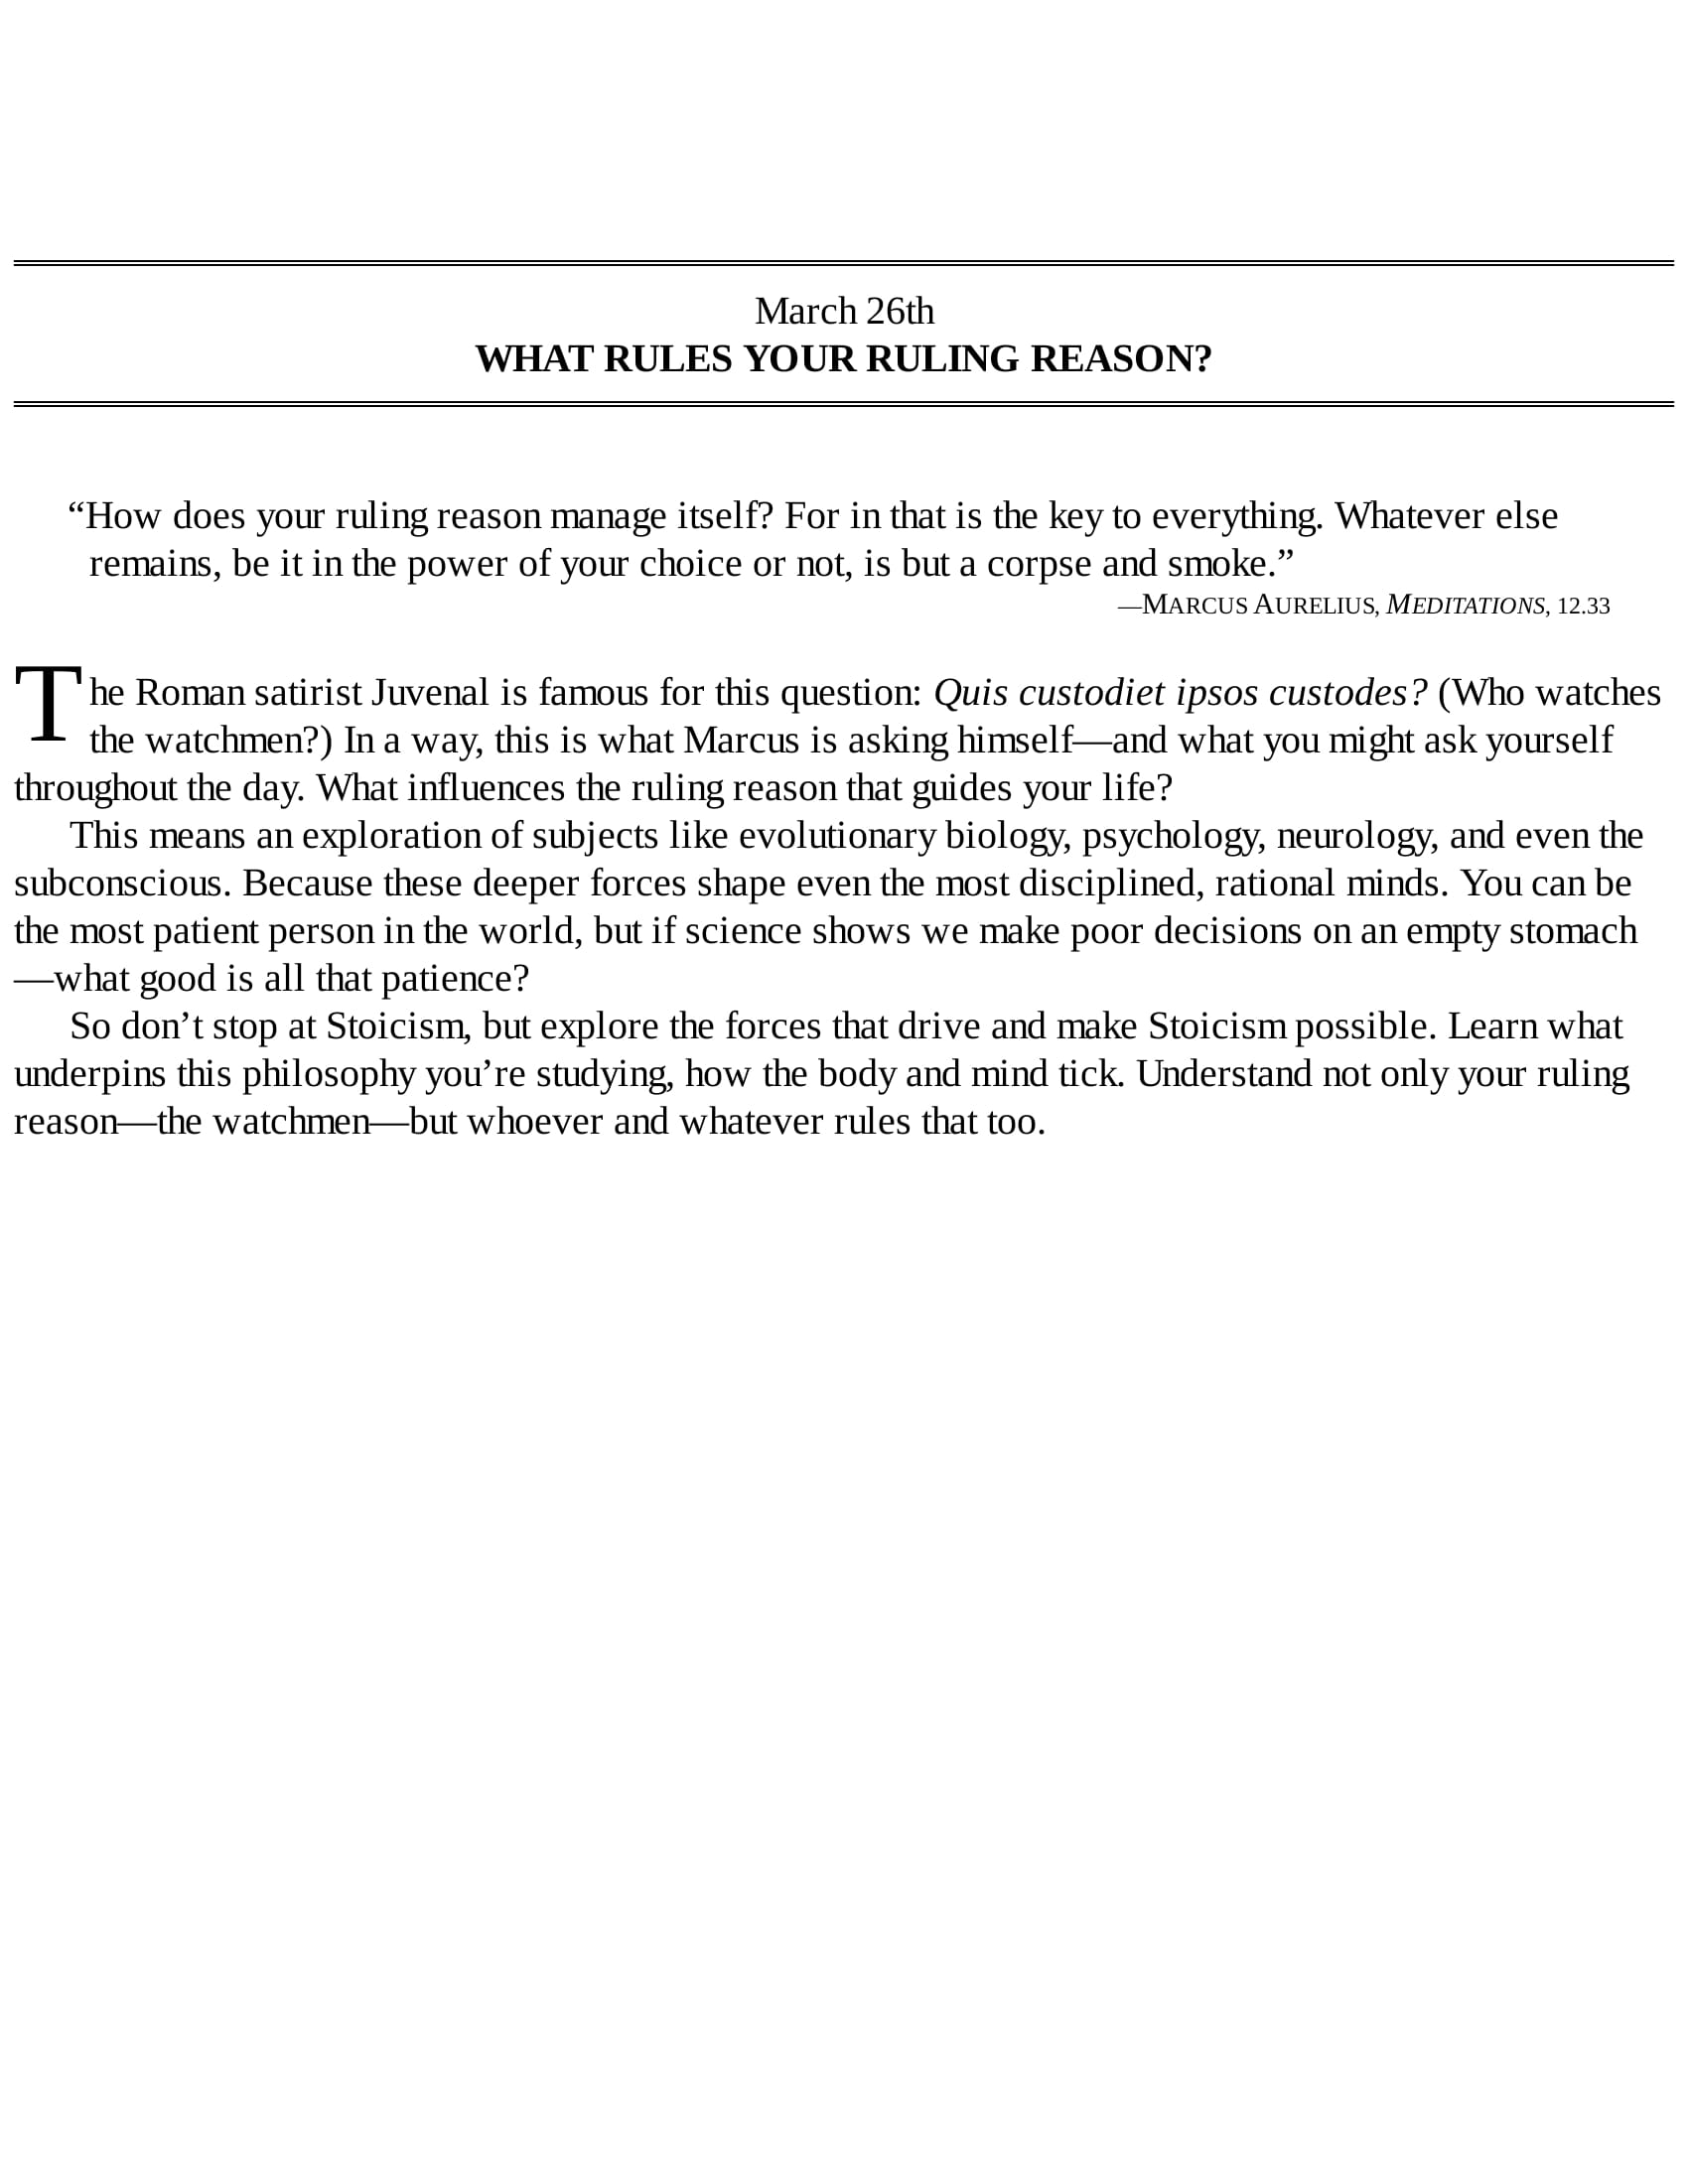 March 26th
WHAT RULES YOUR RULING REASON?
“How does your ruling reason manage itself? For in that is the key to everything. Whatever else
remains, be it in the power of your choice or not, is but a corpse and smoke.”
—MARCUS AURELIUS, MEDITATIONS, 12.33
The Roman satirist Juvenal is famous for this question: Quis custodiet ipsos custodes? (Who watches
the watchmen?) In a way, this is what Marcus is asking himself—and what you might ask yourself
throughout the day. What influences the ruling reason that guides your life?
This means an exploration of subjects like evolutionary biology, psychology, neurology, and even the
subconscious. Because these deeper forces shape even the most disciplined, rational minds. You can be
the most patient person in the world, but if science shows we make poor decisions on an empty stomach
—what good is all that patience?
So don’t stop at Stoicism, but explore the forces that drive and make Stoicism possible. Learn what
underpins this philosophy you’re studying, how the body and mind tick. Understand not only your ruling
reason—the watchmen—but whoever and whatever rules that too.